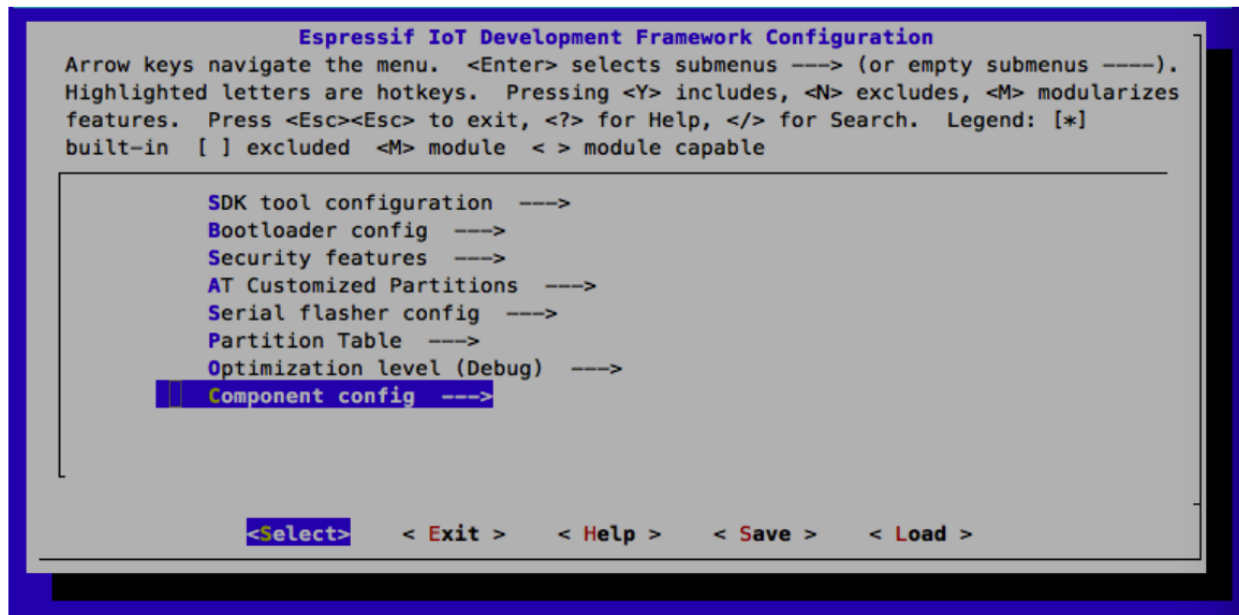 Espressif IoT Development Framework Configuration
Arrow keys navigate the menu.  <Enter> selects submenus ---> (or empty submenus ----).
Highlighted letters are hotkeys.  Pressing <Y> includes, <N> excludes, <M> modularizes
features.  Press <Esc><Esc> to exit, <?> for Help, </> for Search.  Legend: [*]
built-in  [ ] excluded  <M> module  < > module capable
SDK tool configuration  --->
Bootloader config  --->
Security features  --->
AT Customized Partitions  --->
Serial flasher config  --->
Partition Table  --->
Optimization level (Debug)  --->
Component config  --->
<Select>    < Exit >    < Help >    < Save >    < Load >